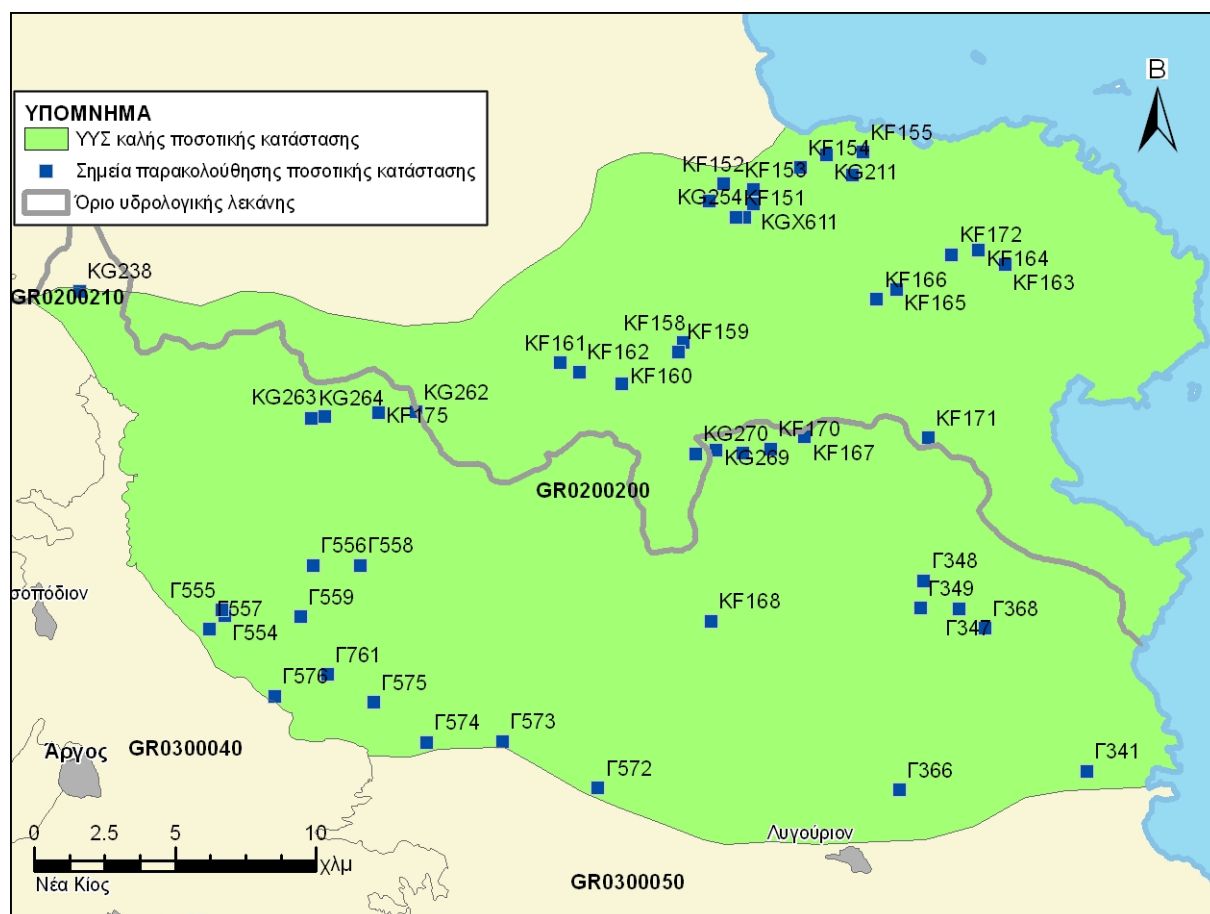 ΥΠΟΜΝΗΜΑ
ΥΥΣ καλής ποσοτικής κατάστασης
Σημεία παρακολούθησης ποσοτικής κατάστασης
Όριο υδρολογικής λεκάνης
Β
KF155
KF154
KF152
KF153
KG211
KG254
KF151
KGX611
KF172
KF164
KF163
KG238
GR0200210
KF166
KF165
KF158
KF159
KF161
KF162
KF160
KG263
KG264
KG262
KF175
KG270
KF170
KF171
KG269
KF167
GR0200200
Γ556
Γ558
Γ348
Γ555
Γ557
Γ559
Γ349
Γ368
σοπόδιον
Γ554
KF168
Γ347
Γ761
Γ576
Γ575
Γ574
Γ573
Άργος
GR0300040
Γ572
Γ366
Γ341
0 2.5 5 10
χλμ
Λυγούριον
Νέα Κίος
GR0300050